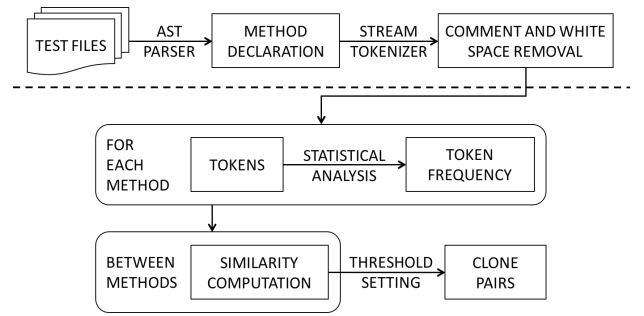 TEST FILES
AST
PARSER
METHOD
DECLARATION
STREAM
TOKENIZER
COMMENT AND WHITE
SPACE REMOVAL
FOR
EACH
METHOD
TOKENS
STATISTICAL
ANALYSIS
TOKEN
FREQUENCY
BETWEEN
METHODS
SIMILARITY
COMPUTATION
THRESHOLD
SETTING
CLONE
PAIRS